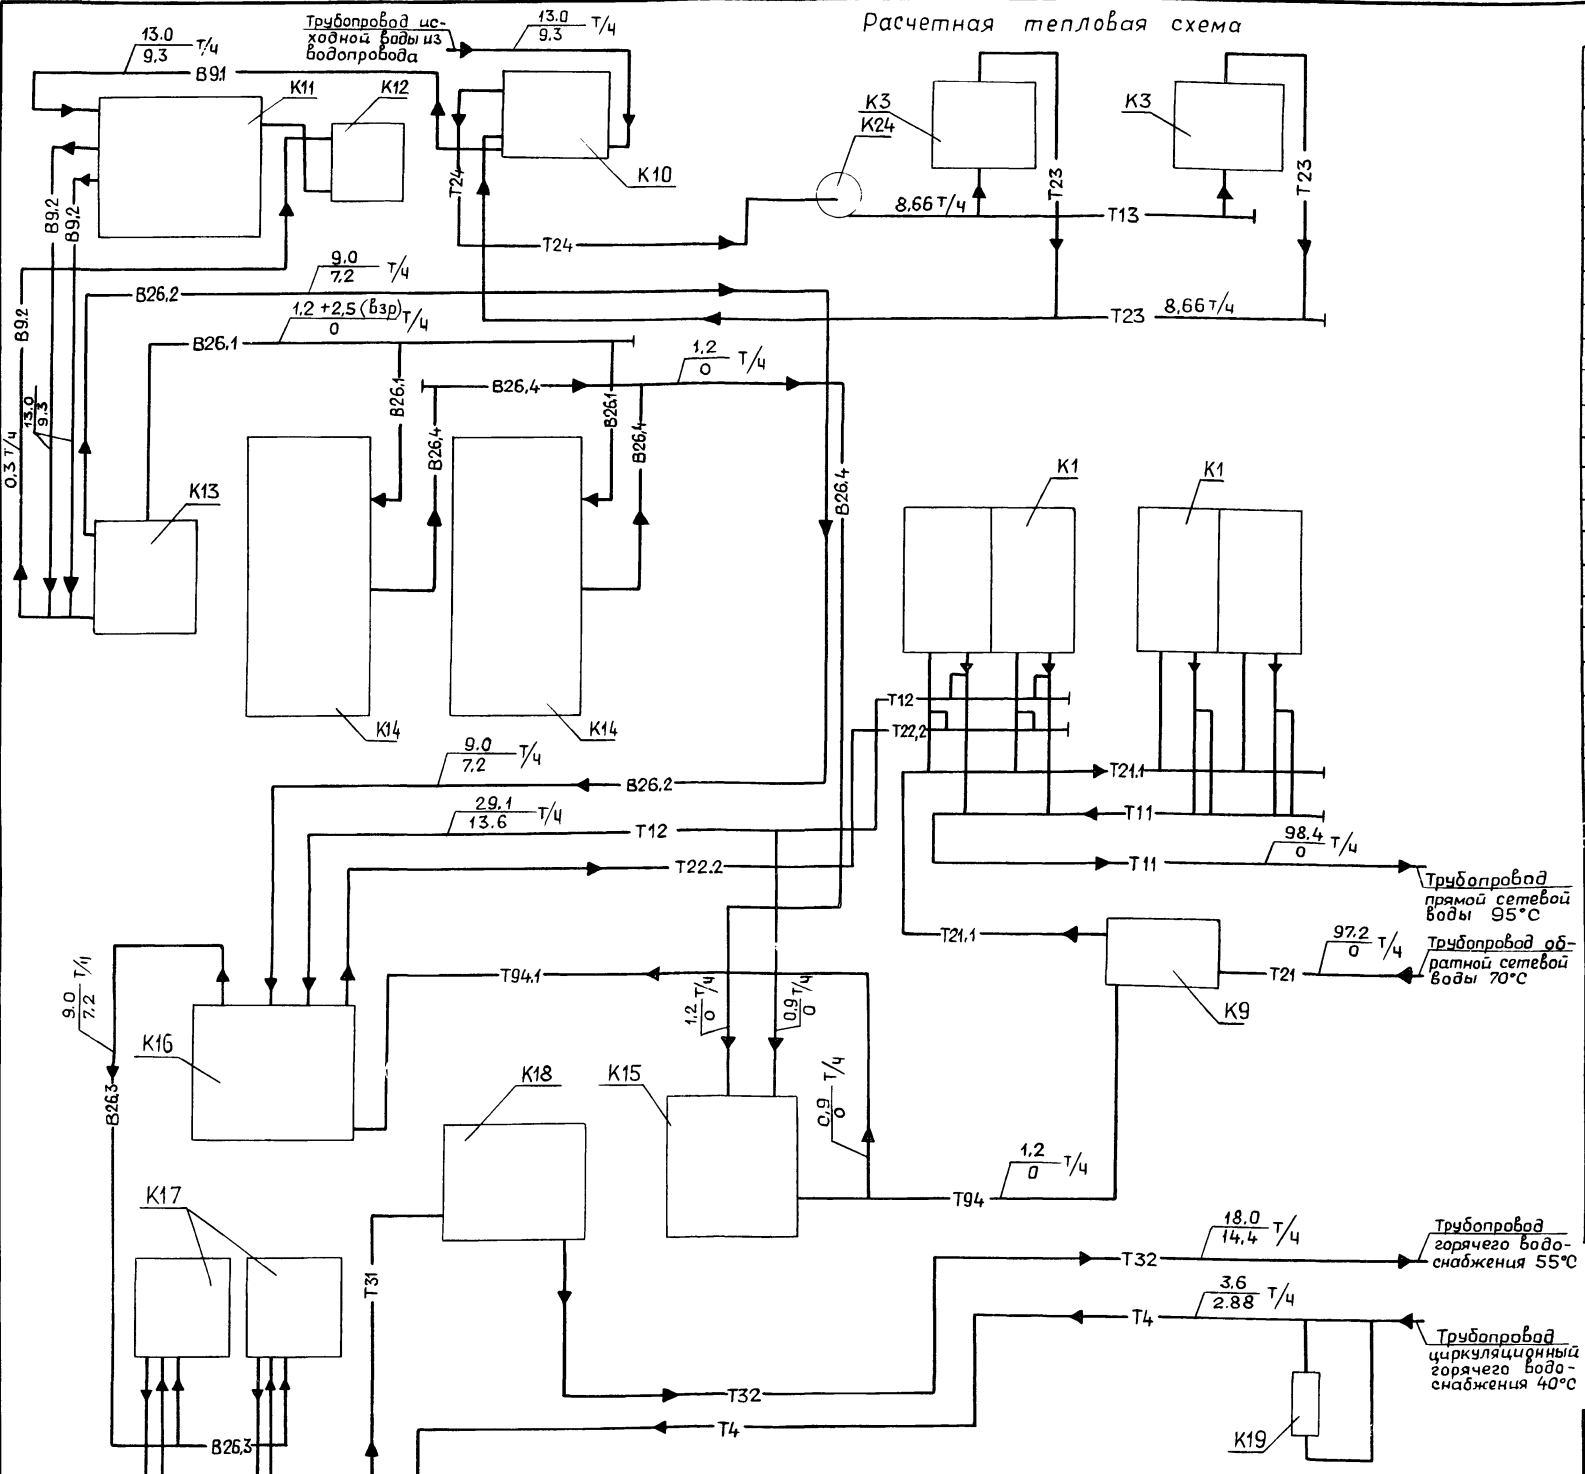 Расчетная тепловая схема
Трубопровод ис-
ходной воды из
водопровода
13.0
9.3
т/ч
13.0
9,3
т/ч
В9.1
К11
К12
К10
К3
К24
К3
Т24
Т23
Т23
8,66 т/ч
Т13
Т24
В9.2
В9.2
9.0
7.2
т/ч
В26,2
1,2 +2,5 (взр)
0
т/ч
В26,1
Т23
8,66 т/ч
В9.2
1,2
0
т/ч
В26,4
В26.1
В26.1
В26,4
В26,4
13.0
9.3
0,3 т/ч
В26.4
К13
К1
К1
К14
К14
Т12
Т22,2
9.0
7.2
т/ч
В26,2
Т21.1
29.1
13.6
т/ч
Т12
Т11
98.4
0
т/ч
Т22.2
Т11
Трубопровод
прямой сетевой
воды 95°С
Т21,1
97.2
0
т/ч
Трубопровод об-
ратной сетевой
воды 70°С
Т21
К9
Т94,1
9.0
7.2
т/ч
1.2
0
т/ч
0.9
0
т/ч
К16
К18
К15
0,9
0
т/ч
В26,3
1,2
0
т/ч
Т94
К17
18.0
14,4
т/ч
Трубопровод
горячего водо-
снабжения 55°С
Т32
Т31
3.6
2.88
т/ч
Т4
Трубопровод
циркуляционный
горячего водо-
снабжения 40°С
Т32
Т4
К19
В26,3